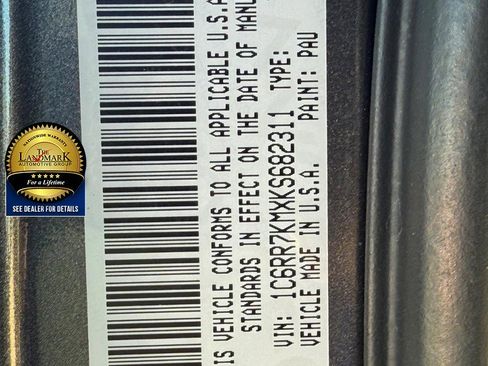 IS VEHICLE CONFORMS TO ALL APPLICABLE U.S.A
STANDARDS IN EFFECT ON THE DATE OF MANU
VIN: 1C6RR7KMXKS682311 TYPE:
VEHICLE MADE IN U.S.A. PAINT: PAU
NATIONWIDE WARRANTY
THE
LANDMARK
AUTOMOTIVE GROUP
For a Lifetime
SEE DEALER FOR DETAILS